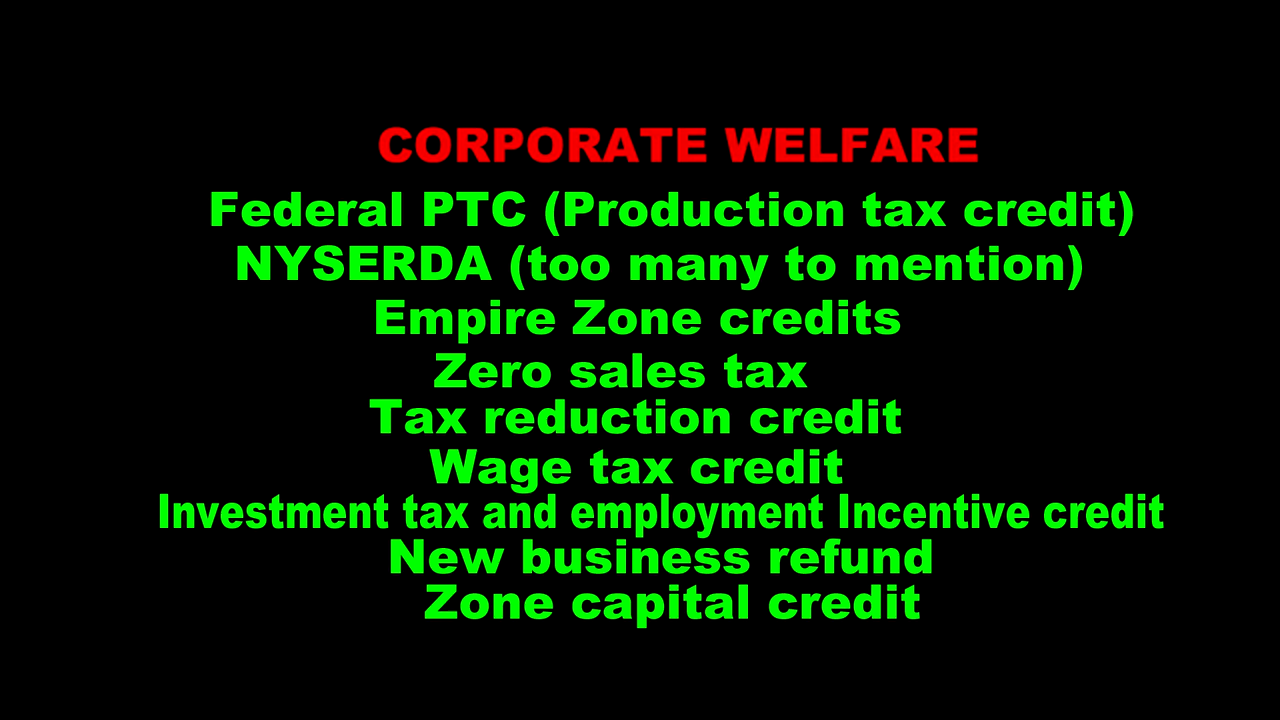 CORPORATE WELFARE
Federal PTC (Production tax credit)
NYSERDA (too many to mention)
Empire Zone credits
Zero sales tax
Tax reduction credit
Wage tax credit
Investment tax and employment Incentive credit
New business refund
Zone capital credit